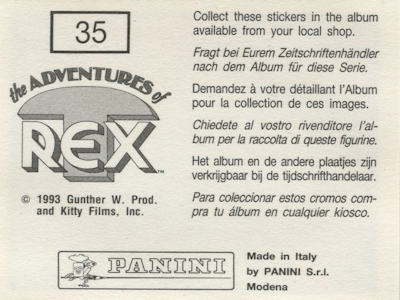 35
the ADVENTURES of
T
REX™
© 1993 Gunther W. Prod.
and Kitty Films, Inc.
Collect these stickers in the album
available from your local shop.
Fragt bei Eurem Zeitschriftenhändler
nach dem Album für diese Serie.
Demandez à votre détaillant l'Album
pour la collection de ces images.
Chiedete al vostro rivenditore l'al-
bum per la raccolta di queste figurine.
Het album en de andere plaatjes zijn
verkrijgbaar bij de tijdschrifthandelaar.
Para coleccionar estos cromos com-
pra tu álbum en cualquier kiosco.
PANINI
Made in Italy
by PANINI S.r.l.
Modena